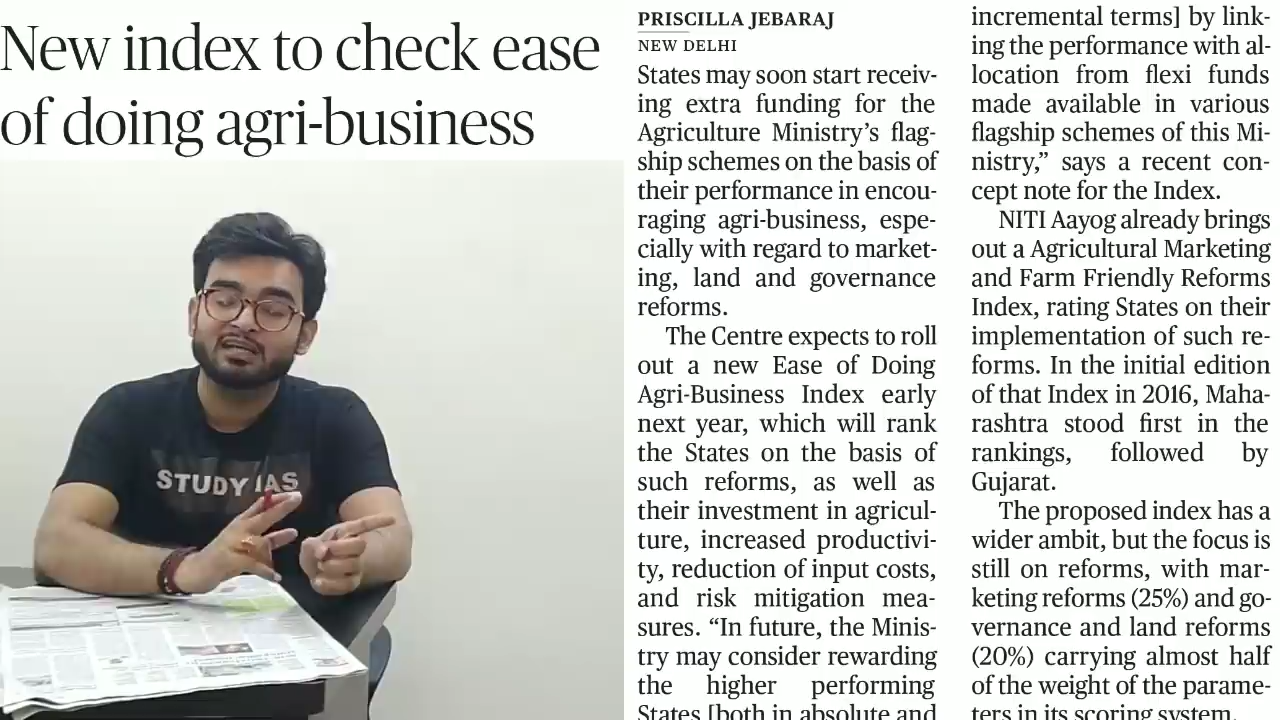 New index to check ease
of doing agri-business
STUDY IAS
PRISCILLA JEBARAJ
NEW DELHI
States may soon start receiv-
ing extra funding for the
Agriculture Ministry’s flag-
ship schemes on the basis of
their performance in encou-
raging agri-business, espe-
cially with regard to market-
ing, land and governance
reforms.
The Centre expects to roll
out a new Ease of Doing
Agri-Business Index early
next year, which will rank
the States on the basis of
such reforms, as well as
their investment in agricul-
ture, increased productivi-
ty, reduction of input costs,
and risk mitigation mea-
sures. “In future, the Minis-
try may consider rewarding
the higher performing
States [both in absolute and
incremental terms] by link-
ing the performance with al-
location from flexi funds
made available in various
flagship schemes of this Mi-
nistry,” says a recent con-
cept note for the Index.
NITI Aayog already brings
out a Agricultural Marketing
and Farm Friendly Reforms
Index, rating States on their
implementation of such re-
forms. In the initial edition
of that Index in 2016, Maha-
rashtra stood first in the
rankings, followed by
Gujarat.
The proposed index has a
wider ambit, but the focus is
still on reforms, with mar-
keting reforms (25%) and go-
vernance and land reforms
(20%) carrying almost half
of the weight of the parame-
ters in its scoring system.